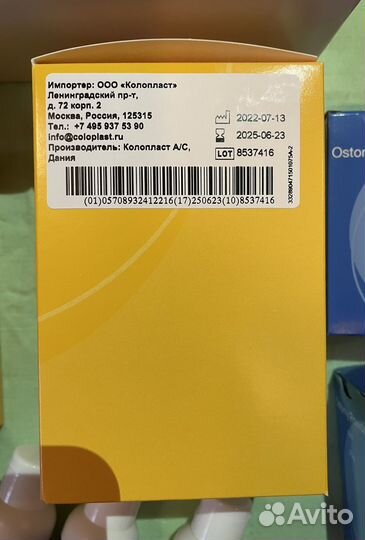 Импортер: ООО «Колопласт»
Ленинградский пр-т,
д. 72 корп. 2
Москва, Россия, 125315
Тел.: +7 495 937 53 90
info@coloplast.ru
Производитель: Колопласт А/С,
Дания
2022-07-13
2025-06-23
LOT 8537416
(01)05708932412216(17)250623(10)8537416
Ostom
Avito